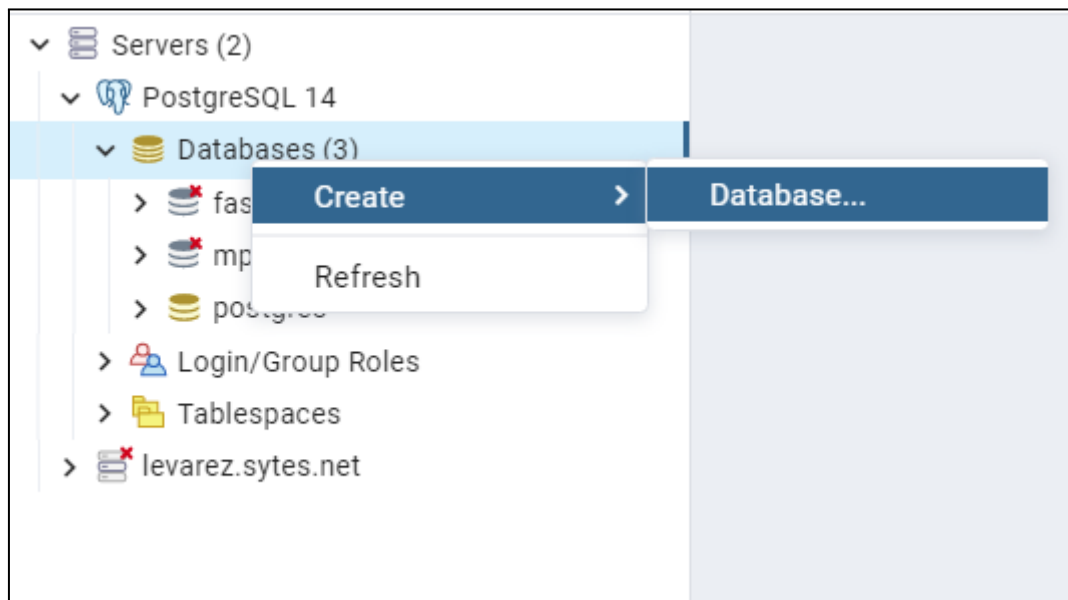 Servers (2)
PostgreSQL 14
Databases (3)
Create
Database...
Refresh
Login/Group Roles
Tablespaces
levarez.sytes.net